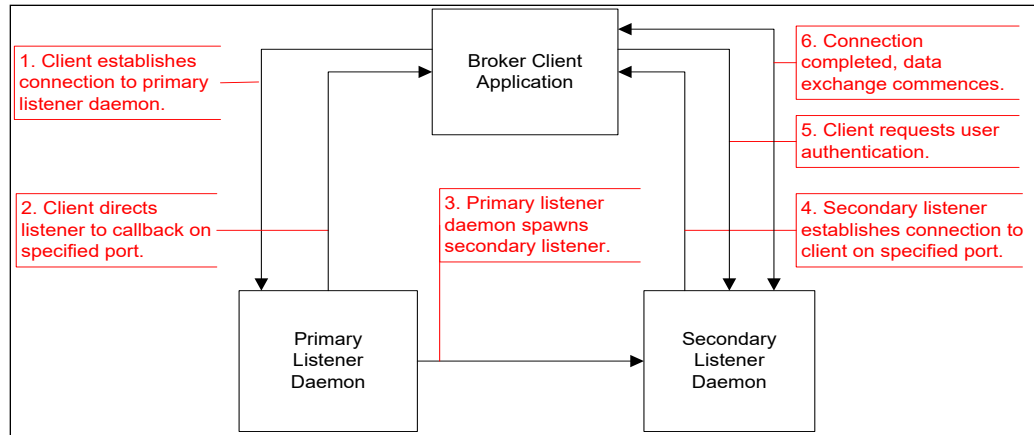 1. Client establishes
connection to primary
listener daemon.
Broker Client
Application
6. Connection
completed, data
exchange commences.
5. Client requests user
authentication.
2. Client directs
listener to callback on
specified port.
3. Primary listener
daemon spawns
secondary listener.
4. Secondary listener
establishes connection to
client on specified port.
Primary
Listener
Daemon
Secondary
Listener
Daemon